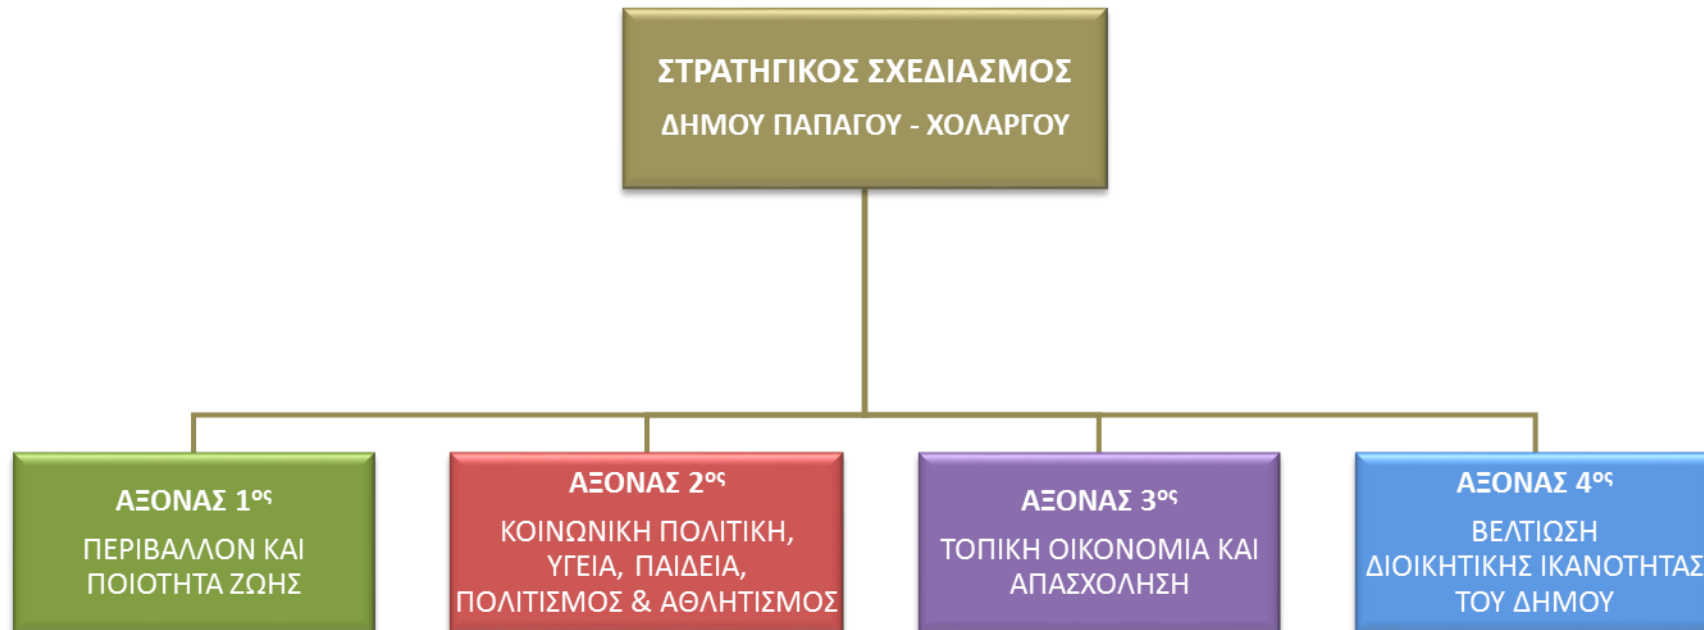 ΣΤΡΑΤΗΓΙΚΟΣ ΣΧΕΔΙΑΣΜΟΣ
ΔΗΜΟΥ ΠΑΠΑΓΟΥ - ΧΟΛΑΡΓΟΥ
ΑΞΟΝΑΣ 1ος
ΠΕΡΙΒΑΛΛΟΝ ΚΑΙ
ΠΟΙΟΤΗΤΑ ΖΩΗΣ
ΑΞΟΝΑΣ 2ος
ΚΟΙΝΩΝΙΚΗ ΠΟΛΙΤΙΚΗ,
ΥΓΕΙΑ, ΠΑΙΔΕΙΑ,
ΠΟΛΙΤΙΣΜΟΣ & ΑΘΛΗΤΙΣΜΟΣ
ΑΞΟΝΑΣ 3ος
ΤΟΠΙΚΗ ΟΙΚΟΝΟΜΙΑ ΚΑΙ
ΑΠΑΣΧΟΛΗΣΗ
ΑΞΟΝΑΣ 4ος
ΒΕΛΤΙΩΣΗ
ΔΙΟΙΚΗΤΙΚΗΣ ΙΚΑΝΟΤΗΤΑΣ
ΤΟΥ ΔΗΜΟΥ